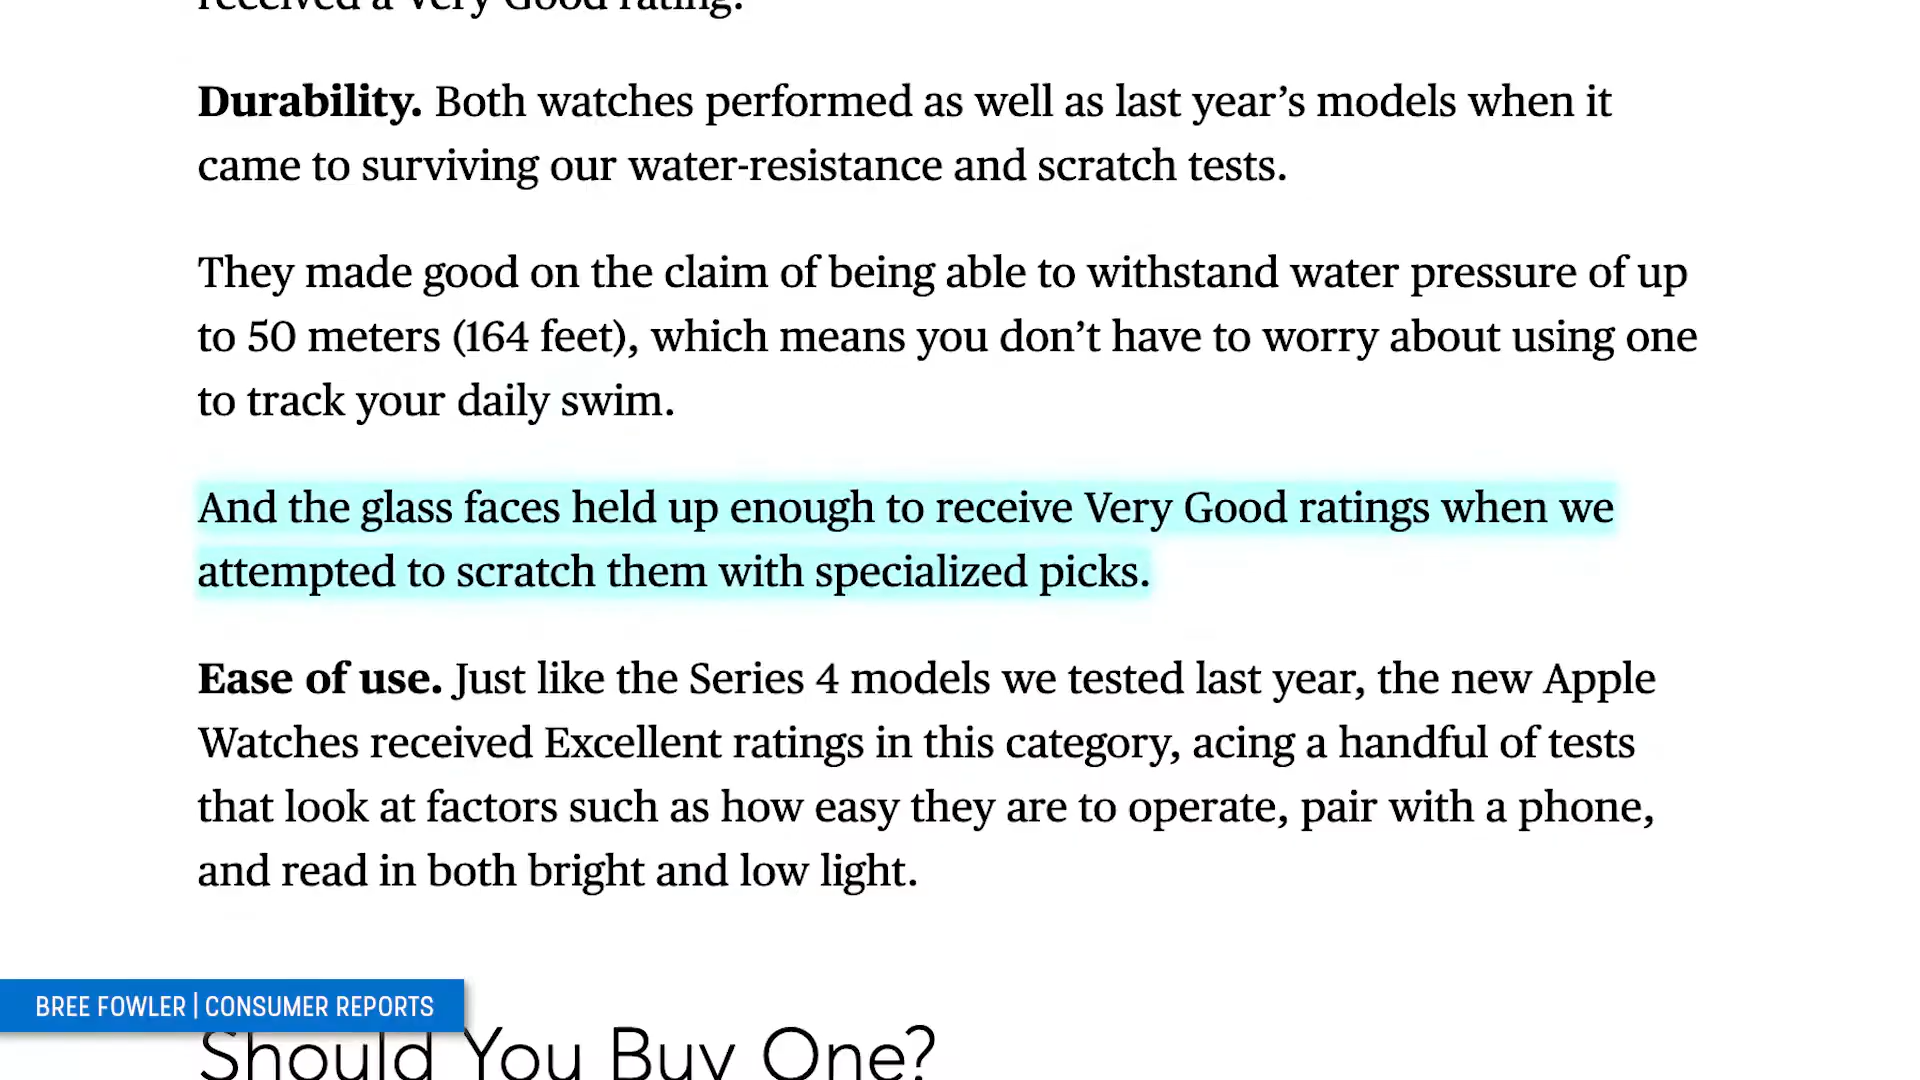 received a Very Good rating.
Durability. Both watches performed as well as last year’s models when it
came to surviving our water-resistance and scratch tests.
They made good on the claim of being able to withstand water pressure of up
to 50 meters (164 feet), which means you don’t have to worry about using one
to track your daily swim.
And the glass faces held up enough to receive Very Good ratings when we
attempted to scratch them with specialized picks.
Ease of use. Just like the Series 4 models we tested last year, the new Apple
Watches received Excellent ratings in this category, acing a handful of tests
that look at factors such as how easy they are to operate, pair with a phone,
and read in both bright and low light.
BREE FOWLER | CONSUMER REPORTS
Should You Buy One?